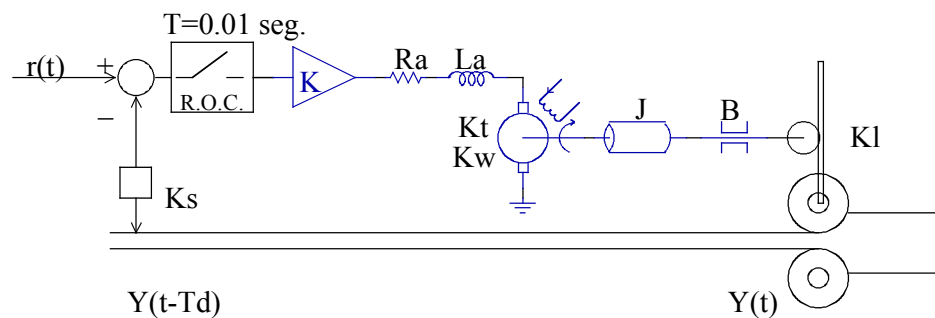 T=0.01 seg.
r(t)
+
−
R.O.C.
K
Ra
La
Kt
Kw
J
B
Kl
Ks
Y(t-Td)
Y(t)